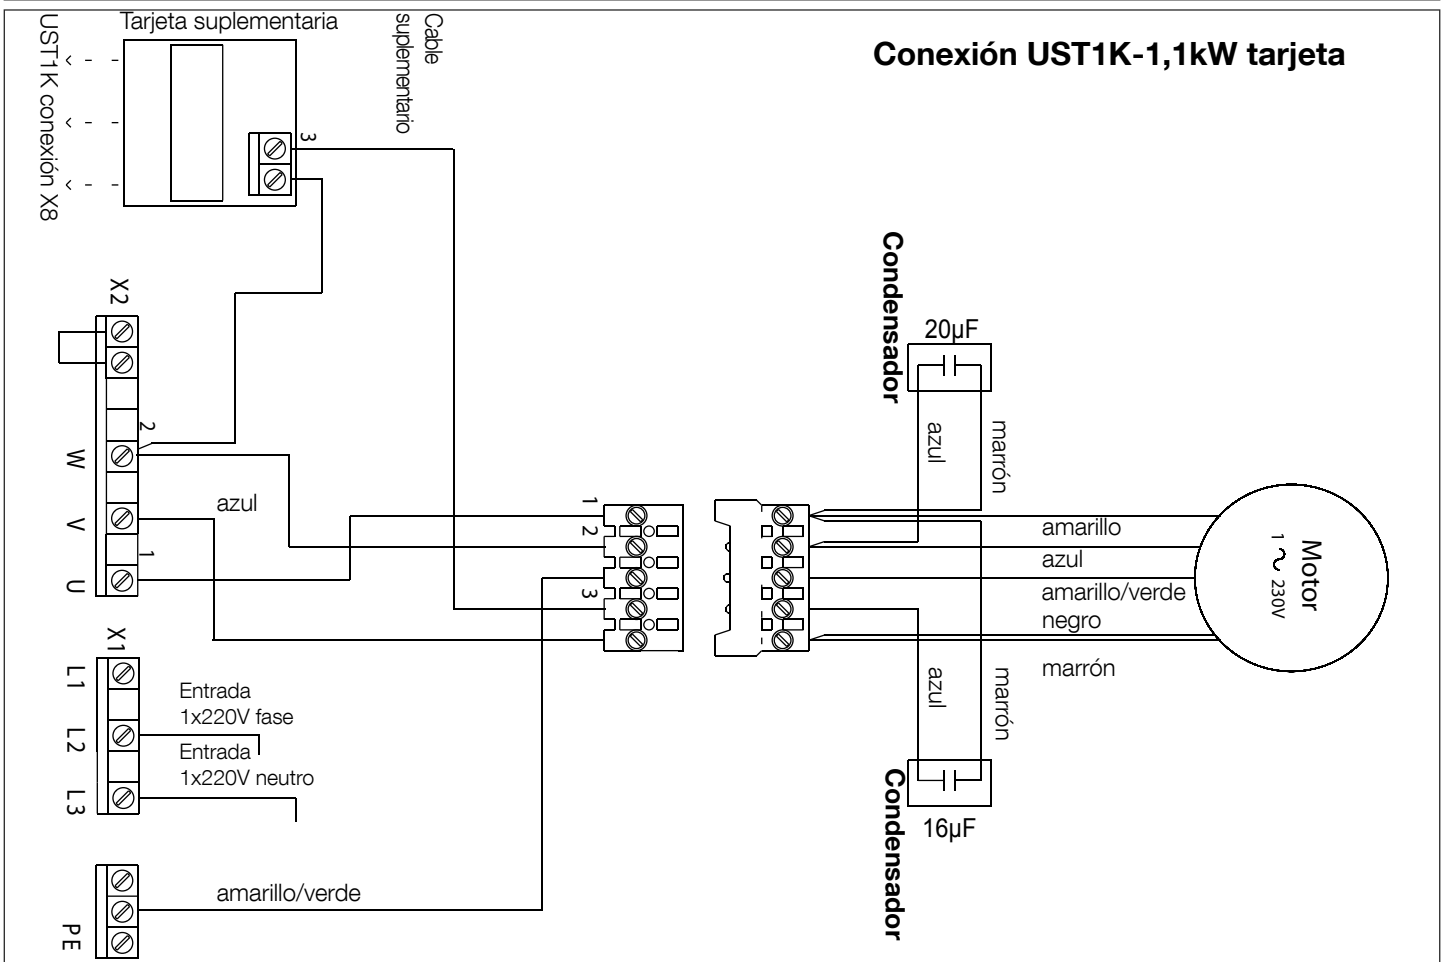 Conexión UST1K-1,1kW tarjeta
Tarjeta suplementaria
UST1K conexión X8
Cable
suplementario
3
X2
2
W
V
1
U
azul
X1
L1
L2
L3
Entrada
1x220V fase
Entrada
1x220V neutro
PE
amarillo/verde
1
2
3
Condensador
20µF
azul
marrón
amarillo
azul
amarillo/verde
negro
marrón
Motor
1 ~ 230V
azul
marrón
Condensador
16µF